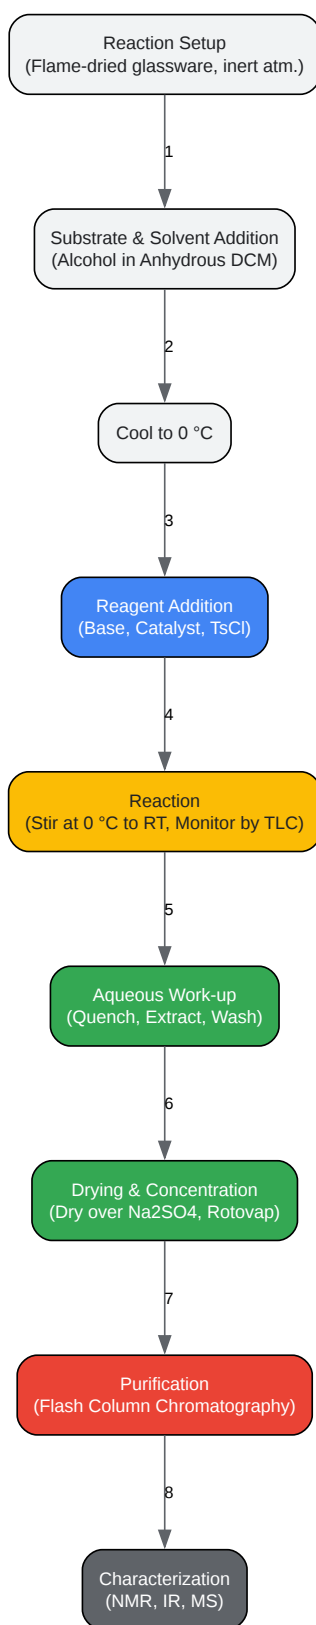 Reaction Setup
(Flame-dried glassware, inert atm.)
1
Substrate & Solvent Addition
(Alcohol in Anhydrous DCM)
2
Cool to 0 °C
3
Reagent Addition
(Base, Catalyst, TsCl)
4
Reaction
(Stir at 0 °C to RT, Monitor by TLC)
5
Aqueous Work-up
(Quench, Extract, Wash)
6
Drying & Concentration
(Dry over Na2SO4, Rotovap)
7
Purification
(Flash Column Chromatography)
8
Characterization
(NMR, IR, MS)